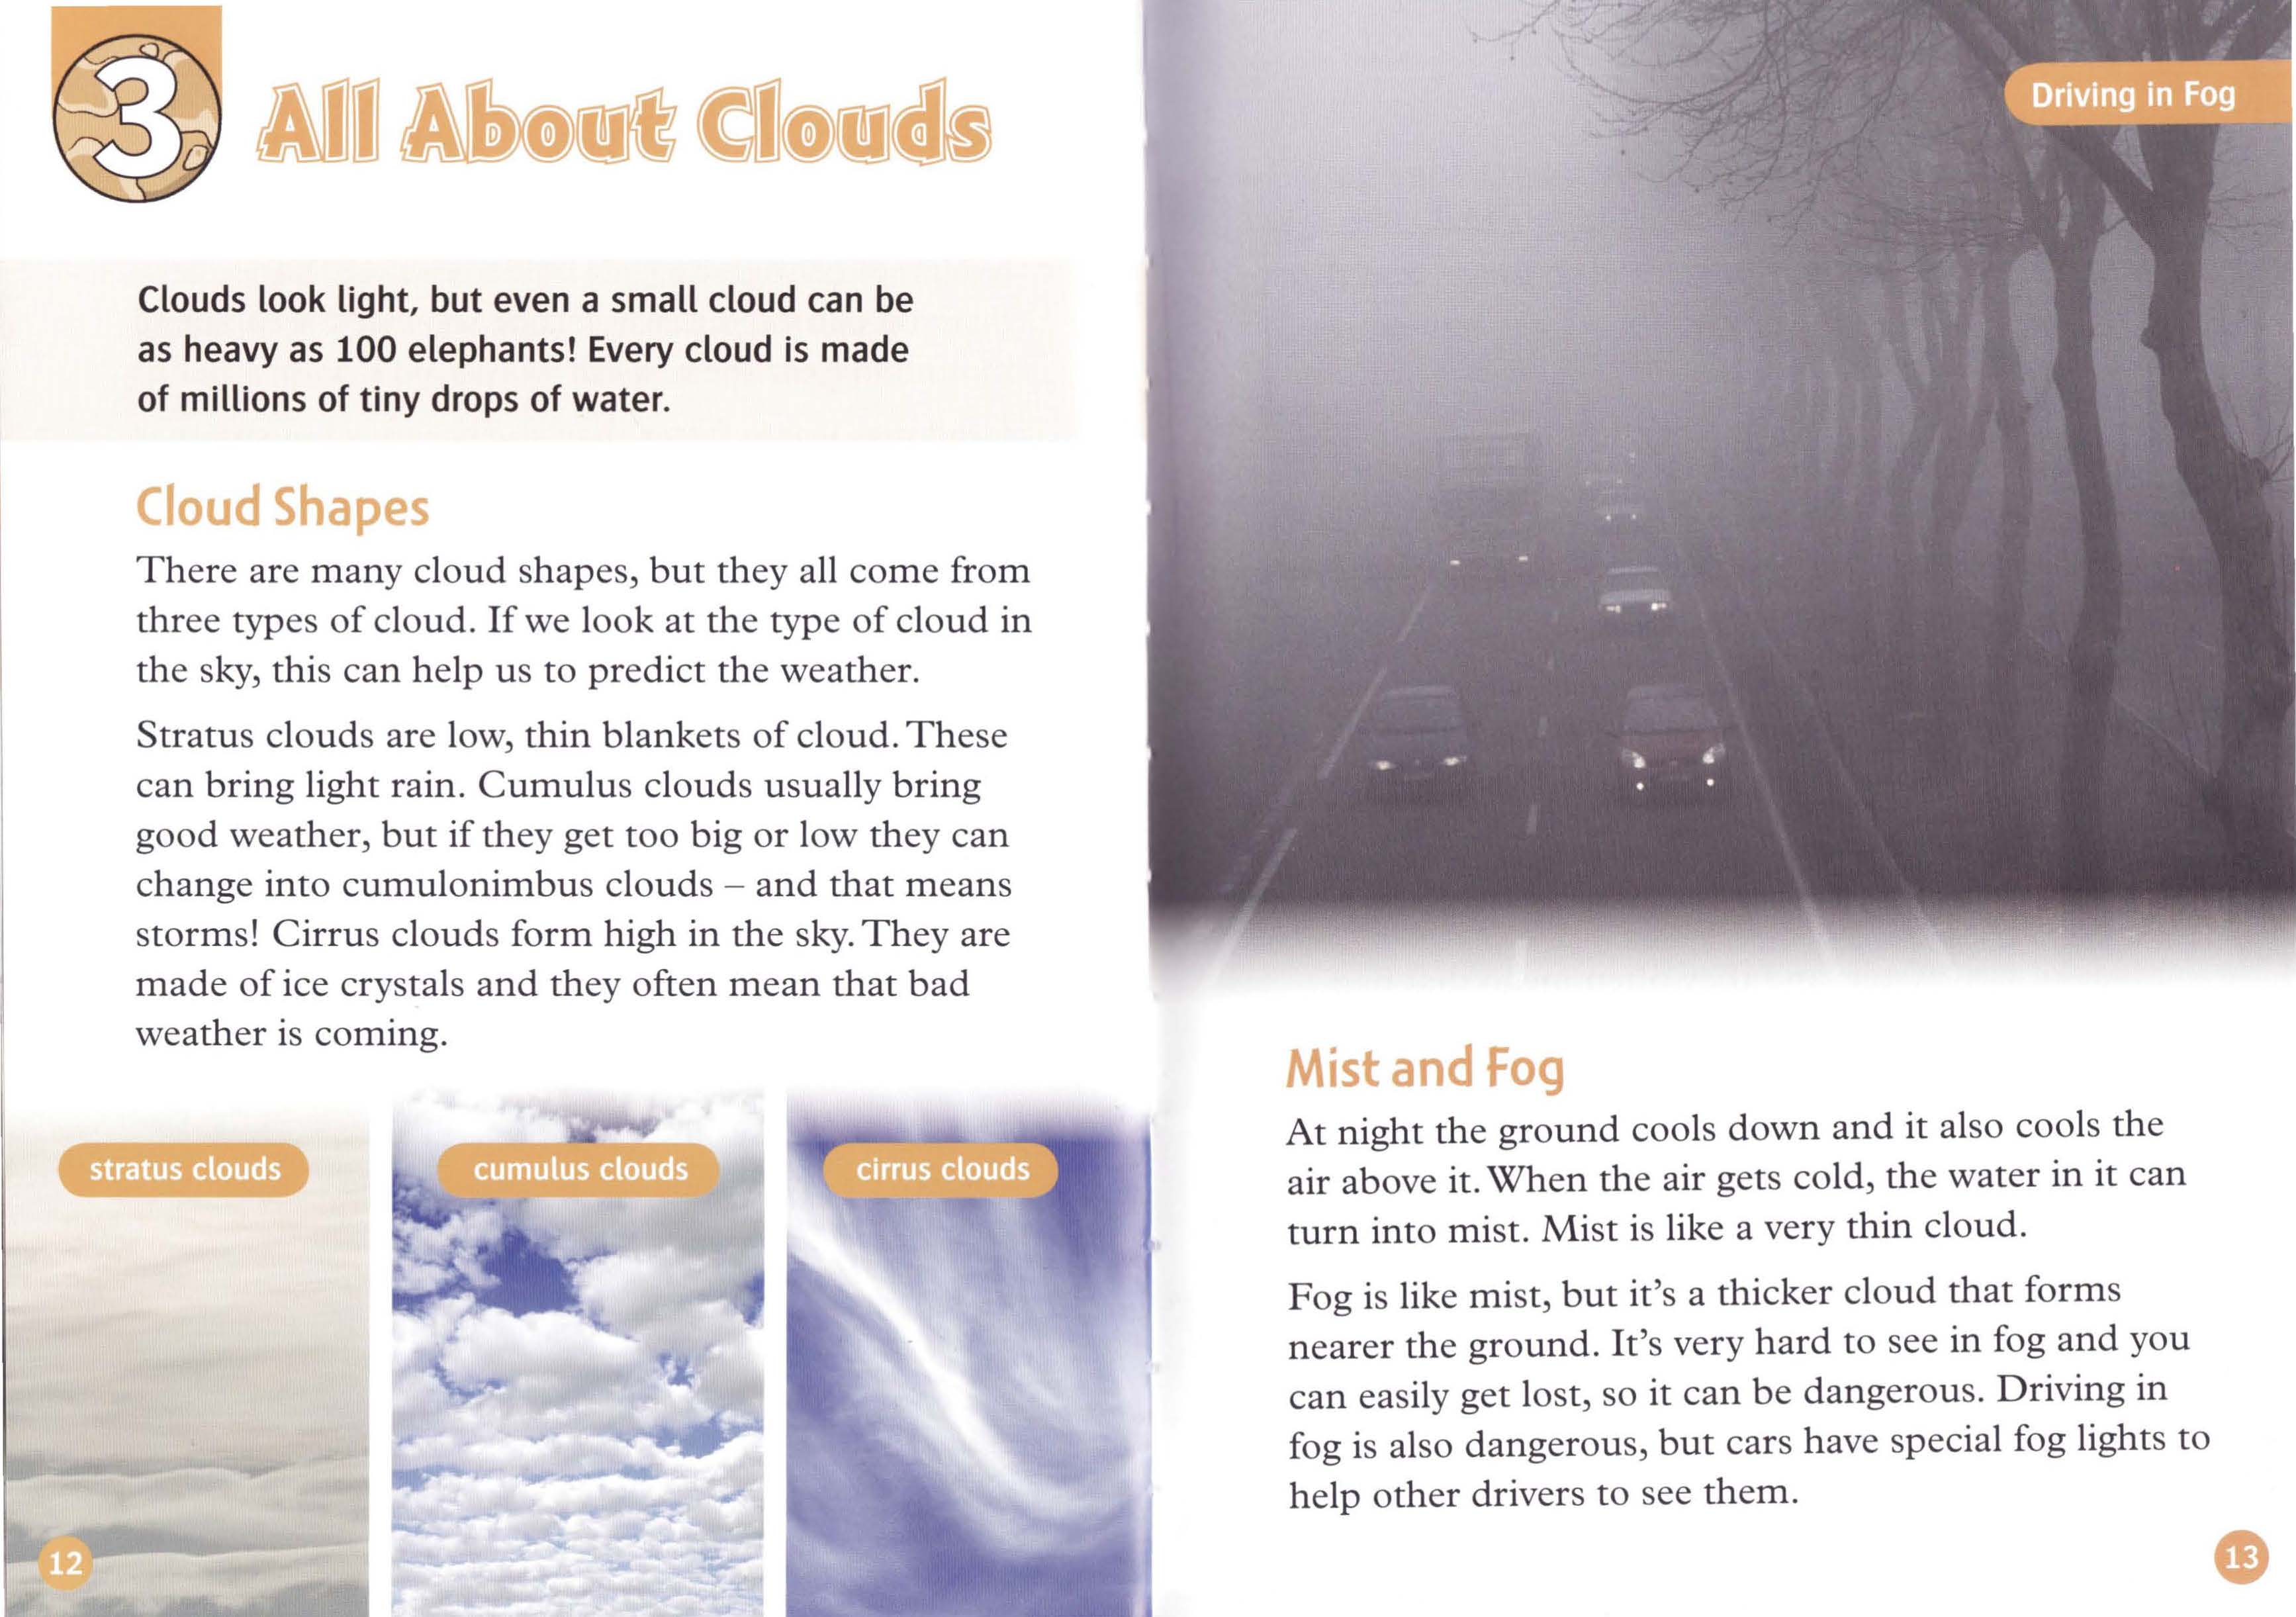 3
All About Clouds
Clouds look light, but even a small cloud can be
as heavy as 100 elephants! Every cloud is made
of millions of tiny drops of water.
Cloud Shapes
There are many cloud shapes, but they all come from
three types of cloud. If we look at the type of cloud in
the sky, this can help us to predict the weather.
Stratus clouds are low, thin blankets of cloud. These
can bring light rain. Cumulus clouds usually bring
good weather, but if they get too big or low they can
change into cumulonimbus clouds – and that means
storms! Cirrus clouds form high in the sky. They are
made of ice crystals and they often mean that bad
weather is coming.
stratus clouds
cumulus clouds
cirrus clouds
12
Driving in Fog
Mist and Fog
At night the ground cools down and it also cools the
air above it. When the air gets cold, the water in it can
turn into mist. Mist is like a very thin cloud.
Fog is like mist, but it's a thicker cloud that forms
nearer the ground. It's very hard to see in fog and you
can easily get lost, so it can be dangerous. Driving in
fog is also dangerous, but cars have special fog lights to
help other drivers to see them.
13